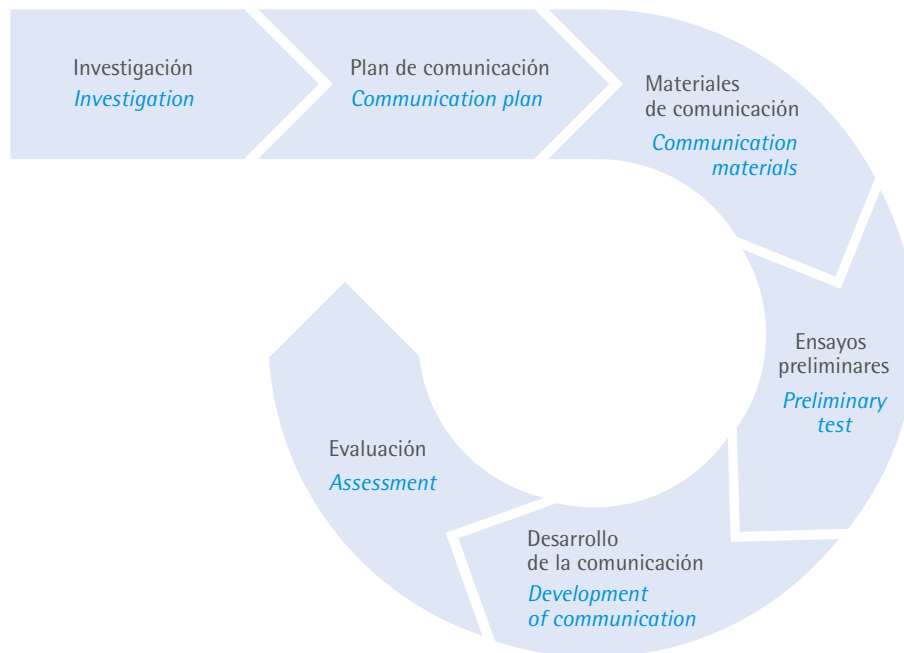 Investigación
Investigation
Plan de comunicación
Communication plan
Materiales
de comunicación
Communication
materials
Ensayos
preliminares
Preliminary
test
Desarrollo
de la comunicación
Development
of communication
Evaluación
Assessment